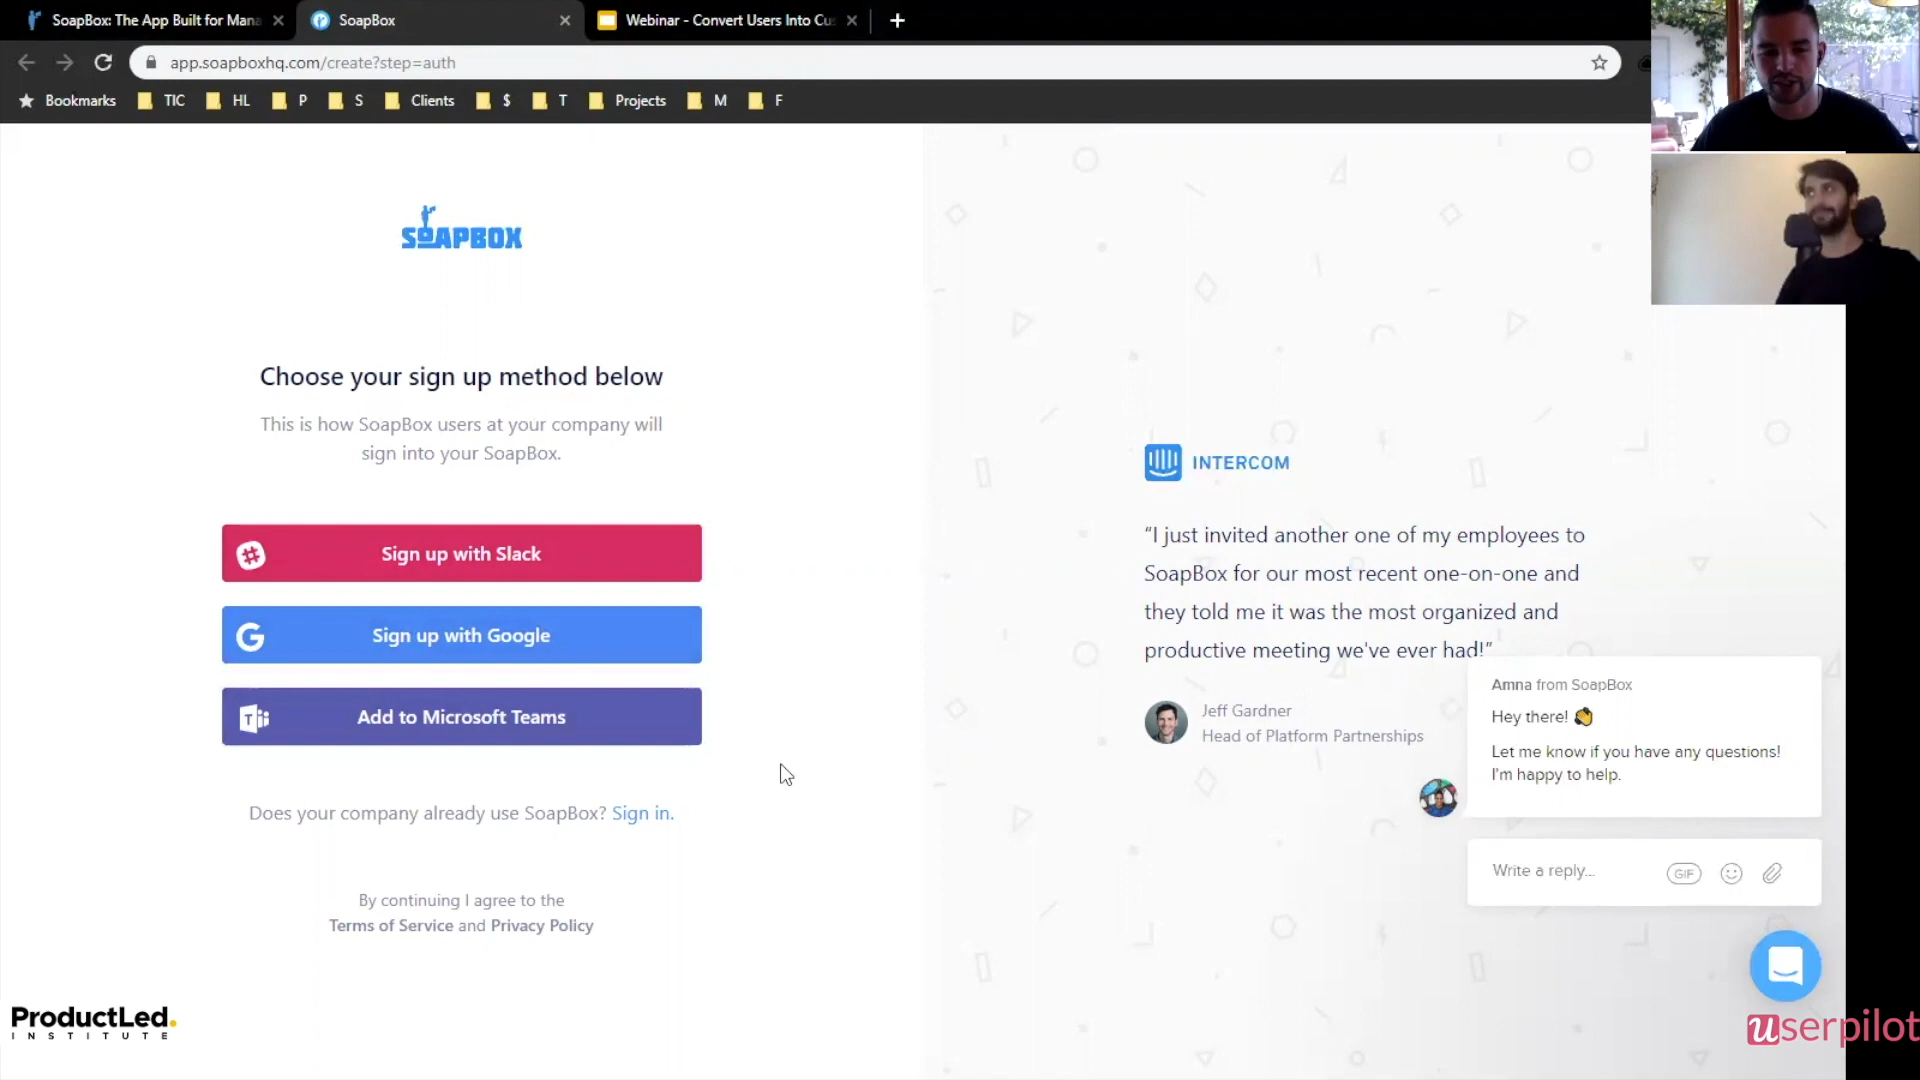 SoapBox: The App Built for Mana
SoapBox
Webinar - Convert Users Into Cus
app.soapboxhq.com/create?step=auth
Bookmarks
TIC
HL
P
S
Clients
$
T
Projects
M
F
SOAPBOX
Choose your sign up method below
This is how SoapBox users at your company will
sign into your SoapBox.
Sign up with Slack
Sign up with Google
Add to Microsoft Teams
Does your company already use SoapBox? Sign in.
By continuing I agree to the
Terms of Service and Privacy Policy
INTERCOM
“I just invited another one of my employees to
SoapBox for our most recent one-on-one and
they told me it was the most organized and
productive meeting we've ever had!”
Jeff Gardner
Head of Platform Partnerships
Amna from SoapBox
Hey there! 👋
Let me know if you have any questions!
I'm happy to help.
Write a reply...
GIF
ProductLed.
INSTITUTE
userpilot